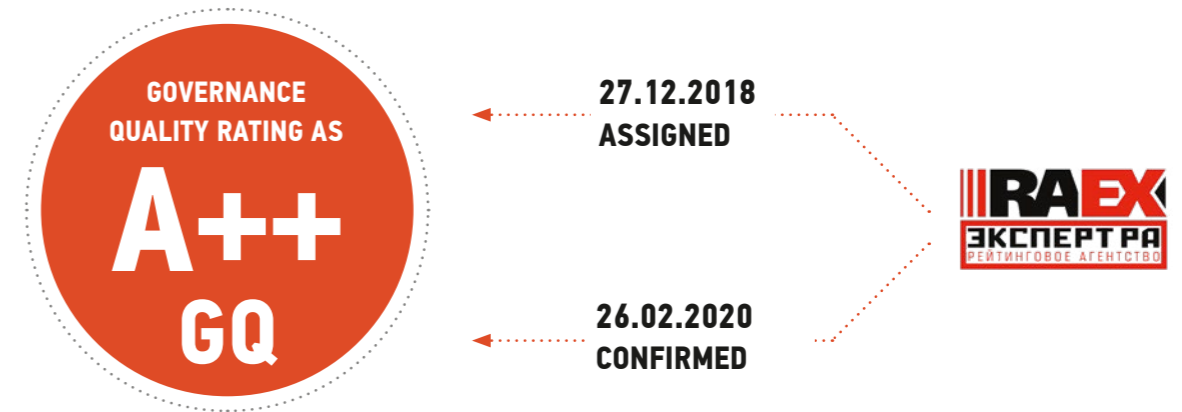 GOVERNANCE
QUALITY RATING AS
A++
GQ
27.12.2018
ASSIGNED
26.02.2020
CONFIRMED
RAEX
ЭКСПЕРТ РА
РЕЙТИНГОВОЕ АГЕНТСТВО